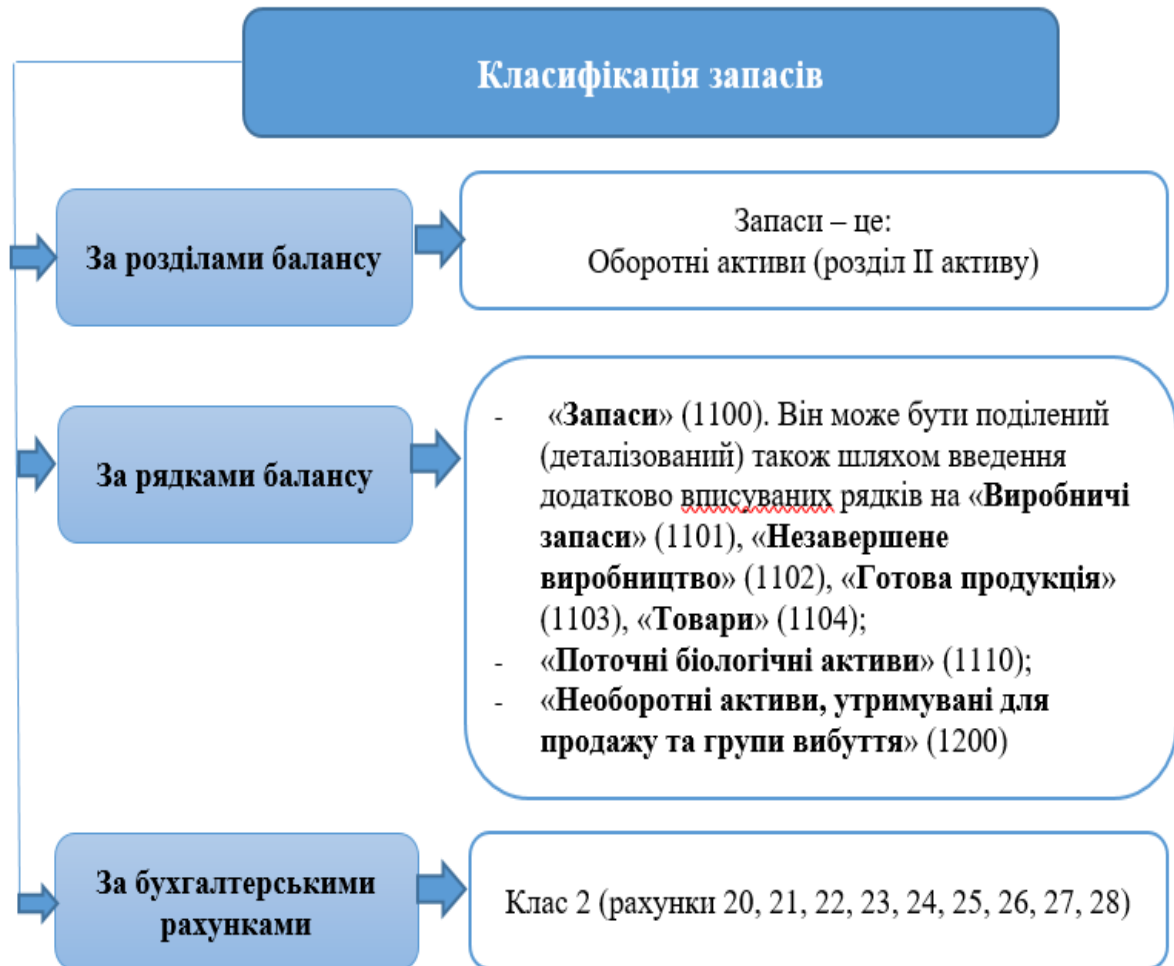 Класифікація запасів
За розділами балансу
Запаси – це:
Оборотні активи (розділ II активу)
За рядками балансу
- «Запаси» (1100). Він може бути поділений
(деталізований) також шляхом введення
додатково вписуваних рядків на «Виробничі
запаси» (1101), «Незавершене
виробництво» (1102), «Готова продукція»
(1103), «Товари» (1104);
- «Поточні біологічні активи» (1110);
- «Необоротні активи, утримувані для
продажу та групи вибуття» (1200)
За бухгалтерськими
рахунками
Клас 2 (рахунки 20, 21, 22, 23, 24, 25, 26, 27, 28)